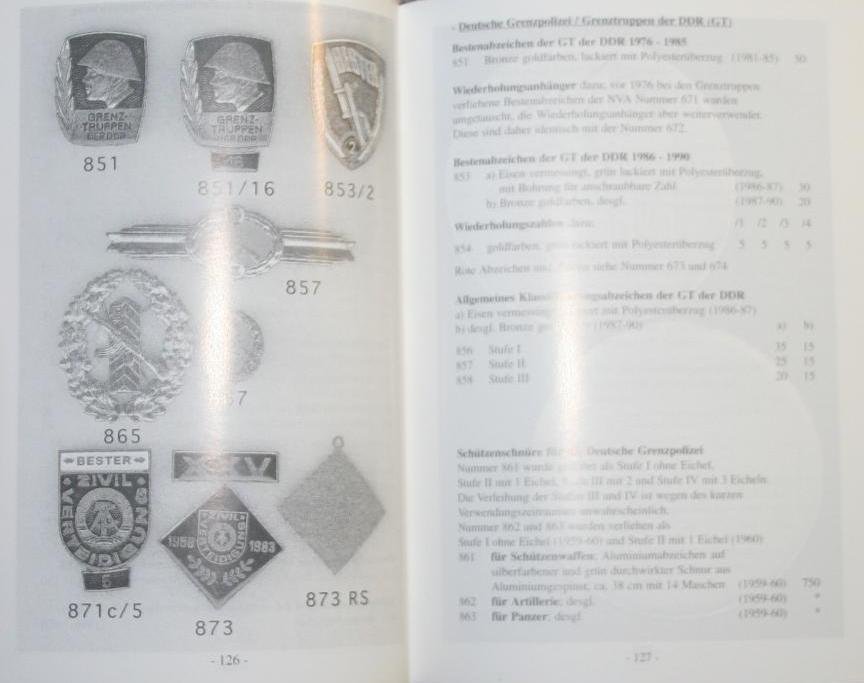 GRENZ-
TRUPPEN
DER DDR
851
GRENZ-
TRUPPEN
DER DDR
16
851/16
BESTER
2
853/2
857
865
67
BESTER
ZIVIL
VERTEIDIGUNG
5
871c/5
XXV
ZIVIL
VERTEIDIGUNG
1958 1983
873
873 RS
- 126 -
- Deutsche Grenzpolizei / Grenztruppen der DDR (GT)
Bestenabzeichen der GT der DDR 1976 - 1985
851 Bronze goldfarben, lackiert mit Polyesterüberzug (1981-85) 50
Wiederholungsanhänger dazu, vor 1976 bei den Grenztruppen
verliehene Bestenabzeichen der NVA Nummer 671 wurden
umgetauscht, die Wiederholungsanhänger aber weiterverwendet.
Diese sind daher identisch mit der Nummer 672.
Bestenabzeichen der GT der DDR 1986 - 1990
853 a) Eisen vermessingt, grün lackiert mit Polyesterüberzug,
mit Bohrung für anschraubbare Zahl (1986-87) 30
b) Bronze goldfarben, desgl. (1987-90) 20
Wiederholungszahlen dazu: /1 /2 /3 /4
854 goldfarben, grün lackiert mit Polyesterüberzug 5 5 5 5
Rote Abzeichen und siehe Nummer 673 und 674
Allgemeines der GT der DDR
a) Eisen vermessingt, mit Polyesterüberzug (1986-87)
b) desgl. Bronze (1987-90) a) b)
856 Stufe I 35 15
857 Stufe II 25 15
858 Stufe III 20 15
Schützenschnüre für die Deutsche Grenzpolizei
Nummer 861 wurde als Stufe I ohne Eichel,
Stufe II mit 1 Eichel, III mit 2 und Stufe IV mit 3 Eicheln.
Die Verleihung der Stufen III und IV ist wegen des kurzen
Verwendungszeitraumes unwahrscheinlich.
Nummer 862 und 863 wurden verliehen als
Stufe I ohne Eichel (1959-60) und Stufe II mit 1 Eichel (1960)
861 für Schützenwaffen; Aluminiumabzeichen auf
silberfarbener und grün durchwirkter Schnur aus
Aluminiumgespinst, ca. 38 cm mit 14 Maschen (1959-60) 750
862 für Artillerie; desgl. (1959-60) *
863 für Panzer; desgl. (1959-60) *
- 127 -